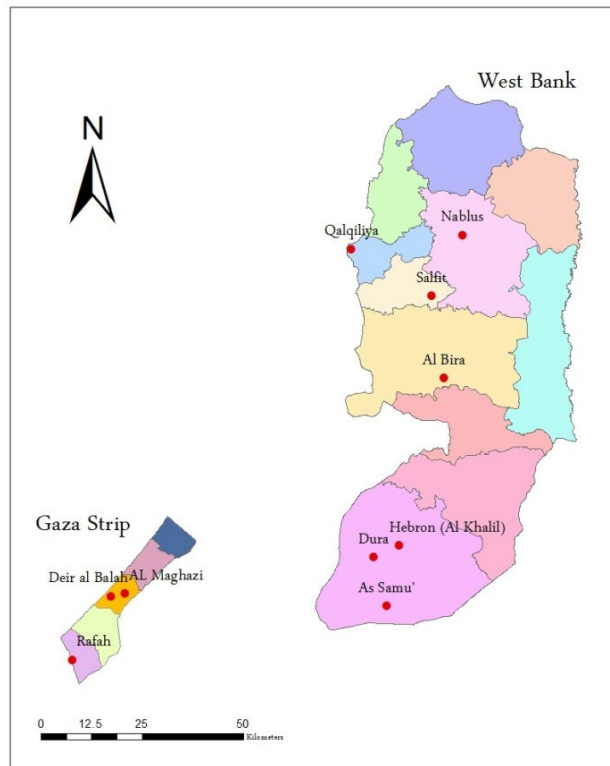 West Bank
N
Nablus
Qalqiliya
Salfit
Al Bira
Gaza Strip
Hebron (Al Khalil)
Dura
Deir al Balah
AL Maghazi
As Samu'
Rafah
0 12.5 25 50
Kilometers